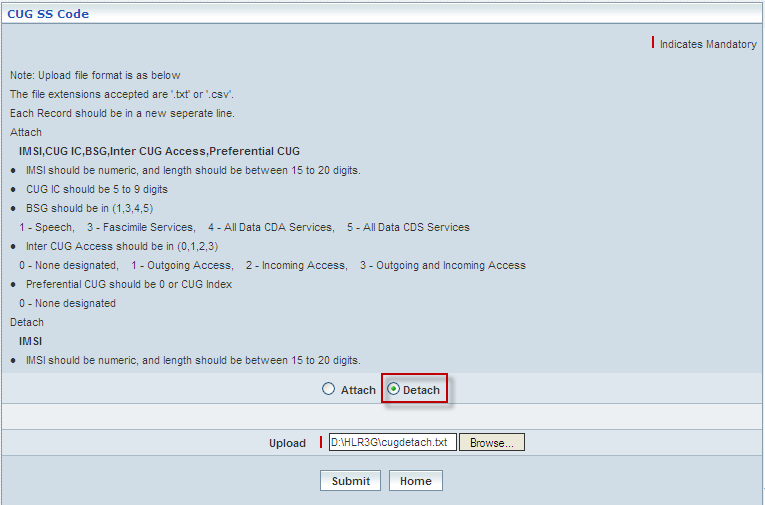 CUG SS Code
Indicates Mandatory
Note: Upload file format is as below
The file extensions accepted are '.txt' or '.csv'.
Each Record should be in a new seperate line.
Attach
IMSI,CUG IC,BSG,Inter CUG Access,Preferential CUG
• IMSI should be numeric, and length should be between 15 to 20 digits.
• CUG IC should be 5 to 9 digits
• BSG should be in (1,3,4,5)
1 - Speech, 3 - Fascimile Services, 4 - All Data CDA Services, 5 - All Data CDS Services
• Inter CUG Access should be in (0,1,2,3)
0 - None designated, 1 - Outgoing Access, 2 - Incoming Access, 3 - Outgoing and Incoming Access
• Preferential CUG should be 0 or CUG Index
0 - None designated
Detach
IMSI
• IMSI should be numeric, and length should be between 15 to 20 digits.
Attach Detach
Upload D:\HLR3G\cugdetach.txt Browse...
Submit Home